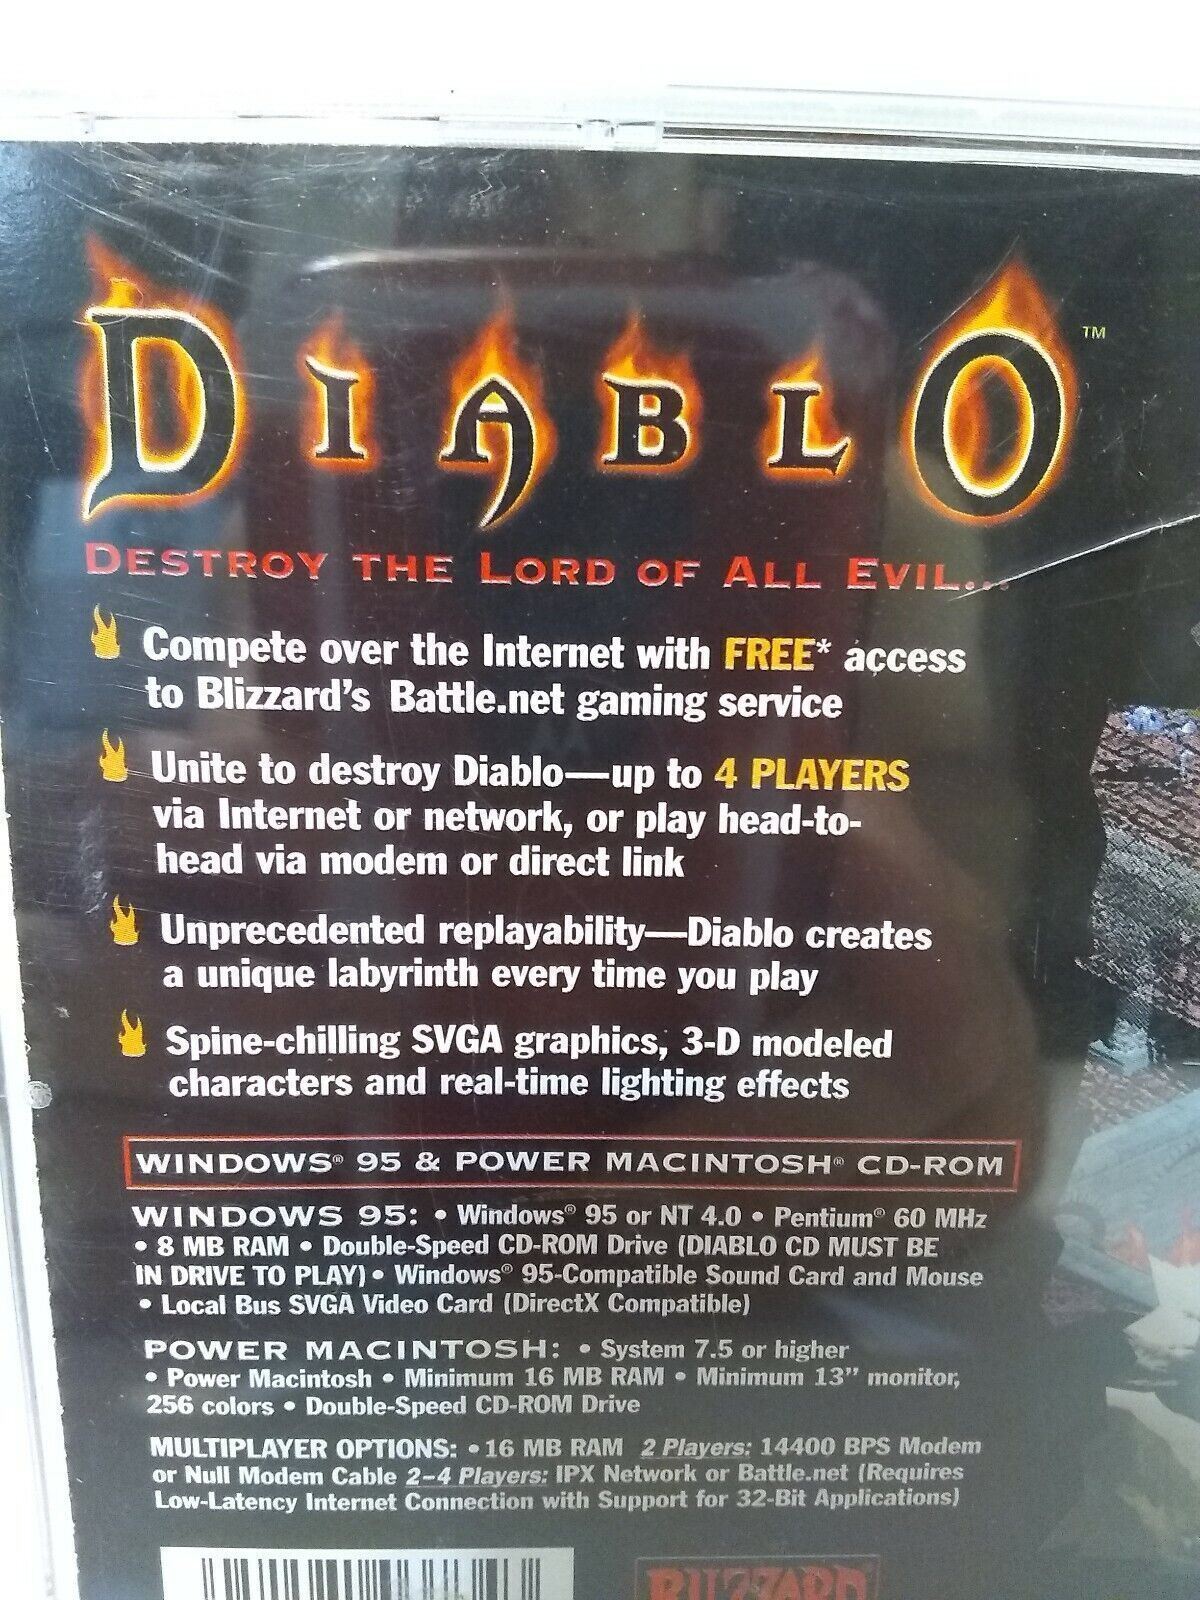 DIABLO™
DESTROY THE LORD OF ALL EVIL...
Compete over the Internet with FREE* access
to Blizzard's Battle.net gaming service
Unite to destroy Diablo—up to 4 PLAYERS
via Internet or network, or play head-to-
head via modem or direct link
Unprecedented replayability—Diablo creates
a unique labyrinth every time you play
Spine-chilling SVGA graphics, 3-D modeled
characters and real-time lighting effects
WINDOWS® 95 & POWER MACINTOSH® CD-ROM
WINDOWS 95: • Windows® 95 or NT 4.0 • Pentium® 60 MHz
• 8 MB RAM • Double-Speed CD-ROM Drive (DIABLO CD MUST BE
IN DRIVE TO PLAY) • Windows® 95-Compatible Sound Card and Mouse
• Local Bus SVGA Video Card (DirectX Compatible)
POWER MACINTOSH: • System 7.5 or higher
• Power Macintosh • Minimum 16 MB RAM • Minimum 13" monitor,
256 colors • Double-Speed CD-ROM Drive
MULTIPLAYER OPTIONS: • 16 MB RAM 2 Players: 14400 BPS Modem
or Null Modem Cable 2–4 Players: IPX Network or Battle.net (Requires
Low-Latency Internet Connection with Support for 32-Bit Applications)
BLIZZARD